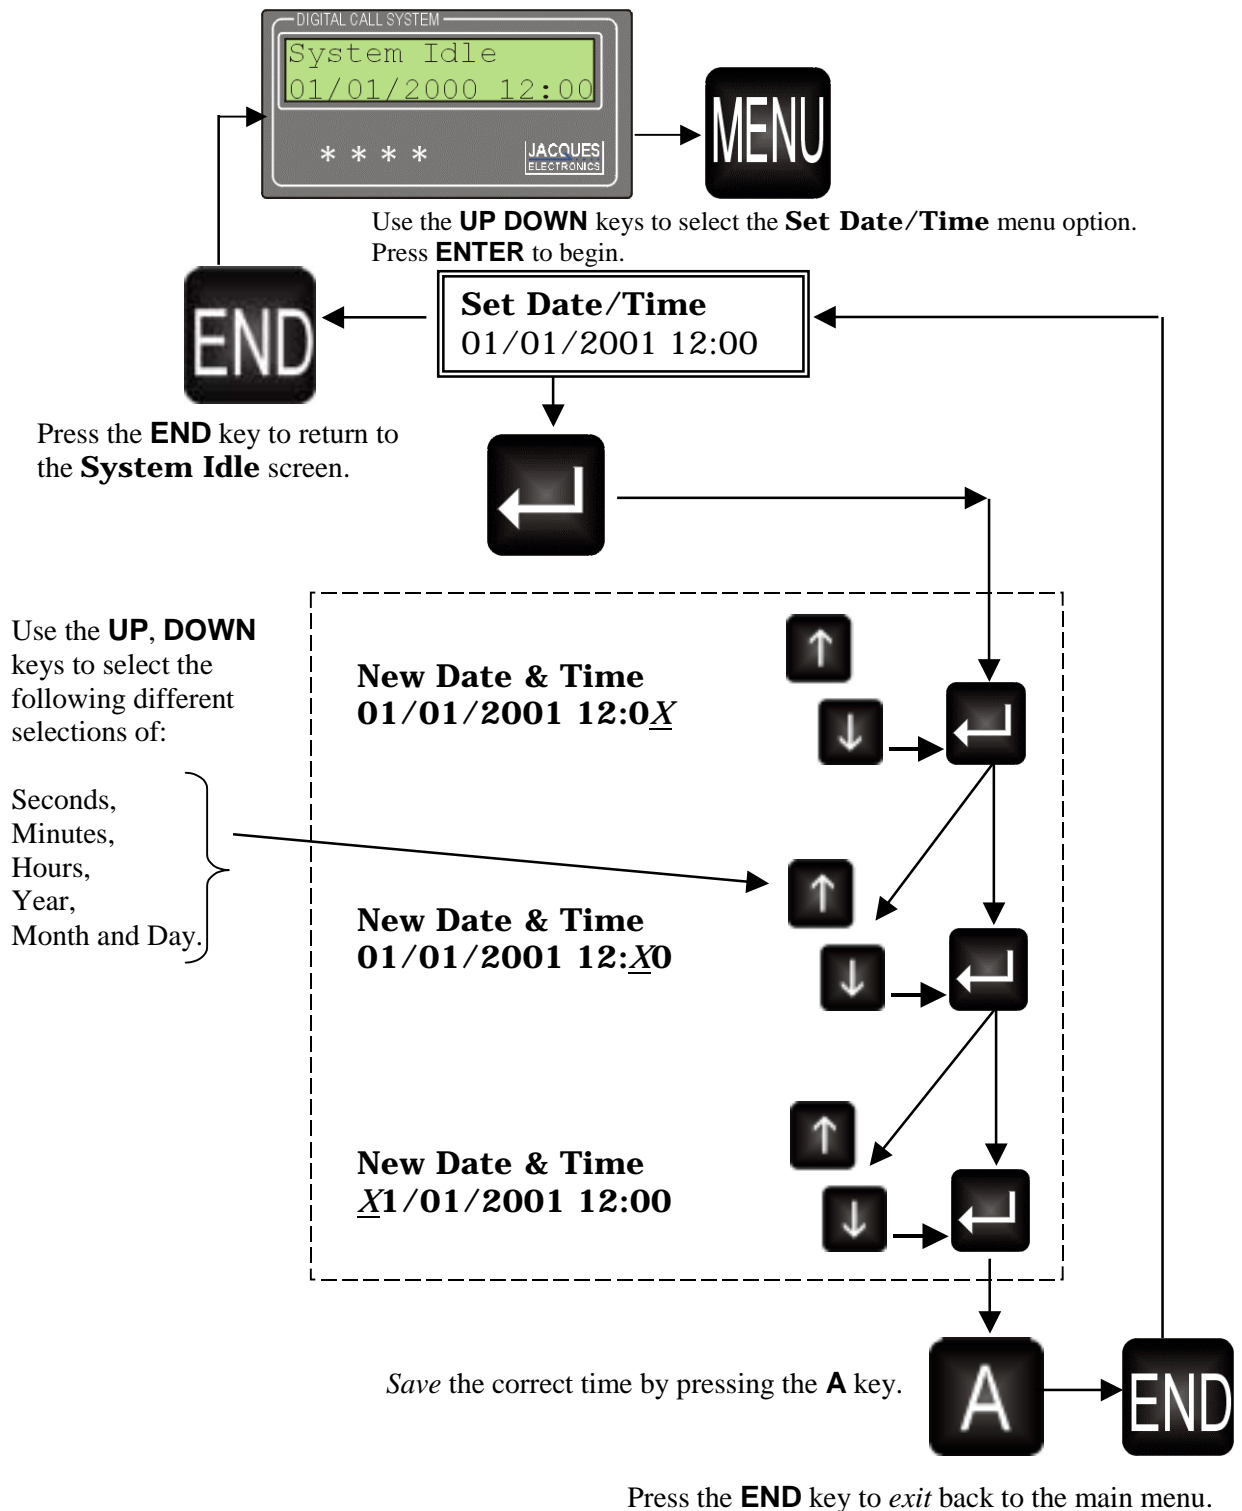 DIGITAL CALL SYSTEM
System Idle
01/01/2000 12:00
* * * *
JACQUES
ELECTRONICS
MENU
Use the UP DOWN keys to select the Set Date/Time menu option.
Press ENTER to begin.
END
Set Date/Time
01/01/2001 12:00
Press the END key to return to
the System Idle screen.
Use the UP, DOWN
keys to select the
following different
selections of:
Seconds,
Minutes,
Hours,
Year,
Month and Day.
New Date & Time
01/01/2001 12:0X
New Date & Time
01/01/2001 12:X0
New Date & Time
X1/01/2001 12:00
Save the correct time by pressing the A key.
A
END
Press the END key to exit back to the main menu.